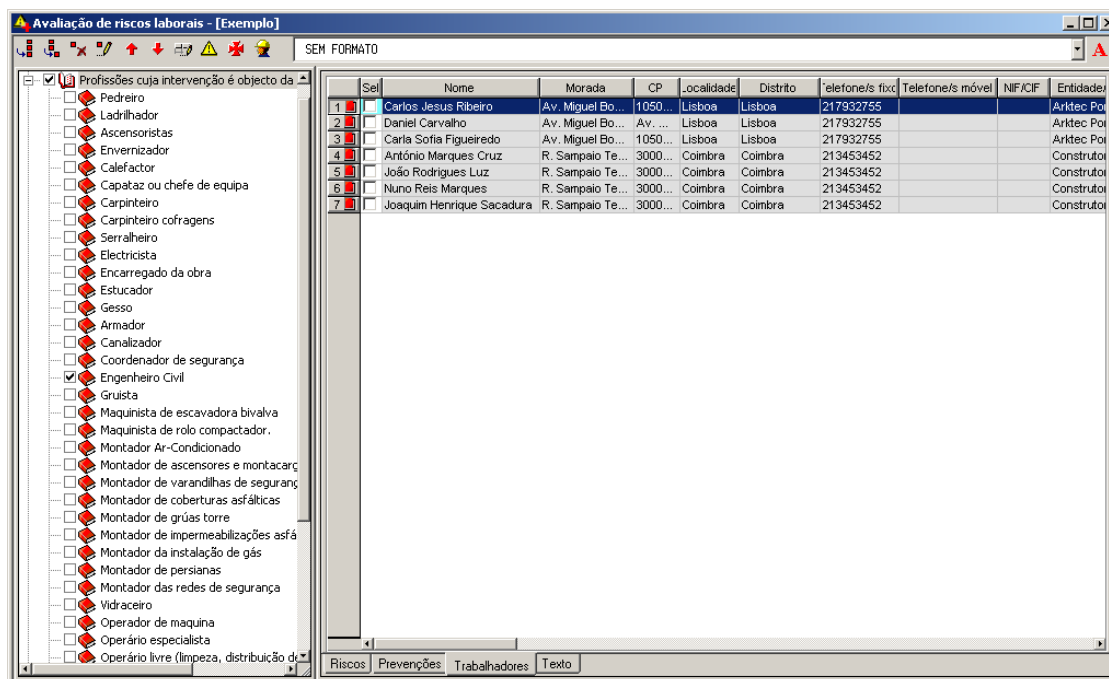 Avaliação de riscos laborais - [Exemplo]
SEM FORMATO
A
Profissões cuja intervenção é objecto da
Pedreiro
Ladrilhador
Ascensoristas
Envernizador
Calefactor
Capataz ou chefe de equipa
Carpinteiro
Carpinteiro cofragens
Serralheiro
Electricista
Encarregado da obra
Estucador
Gesso
Armador
Canalizador
Coordenador de segurança
Engenheiro Civil
Gruista
Maquinista de escavadora bivalva
Maquinista de rolo compactador.
Montador Ar-Condicionado
Montador de ascensores e montacarg
Montador de varandilhas de seguranç
Montador de coberturas asfálticas
Montador de grúas torre
Montador de impermeabilizações asfá
Montador da instalação de gás
Montador de persianas
Montador das redes de segurança
Vidraceiro
Operador de maquina
Operário especialista
Operário livre (limpeza, distribuição de
Sel Nome Morada CP Localidade Distrito Telefone/s fixo Telefone/s móvel NIF/CIF Entidade/
1 Carlos Jesus Ribeiro Av. Miguel Bo... 1050... Lisboa Lisboa 217932755 Arktec Por
2 Daniel Carvalho Av. Miguel Bo... Av. ... Lisboa Lisboa 217932755 Arktec Por
3 Carla Sofia Figueiredo Av. Miguel Bo... 1050... Lisboa Lisboa 217932755 Arktec Por
4 António Marques Cruz R. Sampaio Te... 3000... Coimbra Coimbra 213453452 Construtor
5 João Rodrigues Luz R. Sampaio Te... 3000... Coimbra Coimbra 213453452 Construtor
6 Nuno Reis Marques R. Sampaio Te... 3000... Coimbra Coimbra 213453452 Construtor
7 Joaquim Henrique Sacadura R. Sampaio Te... 3000... Coimbra Coimbra 213453452 Construtor
Riscos Prevenções Trabalhadores Texto